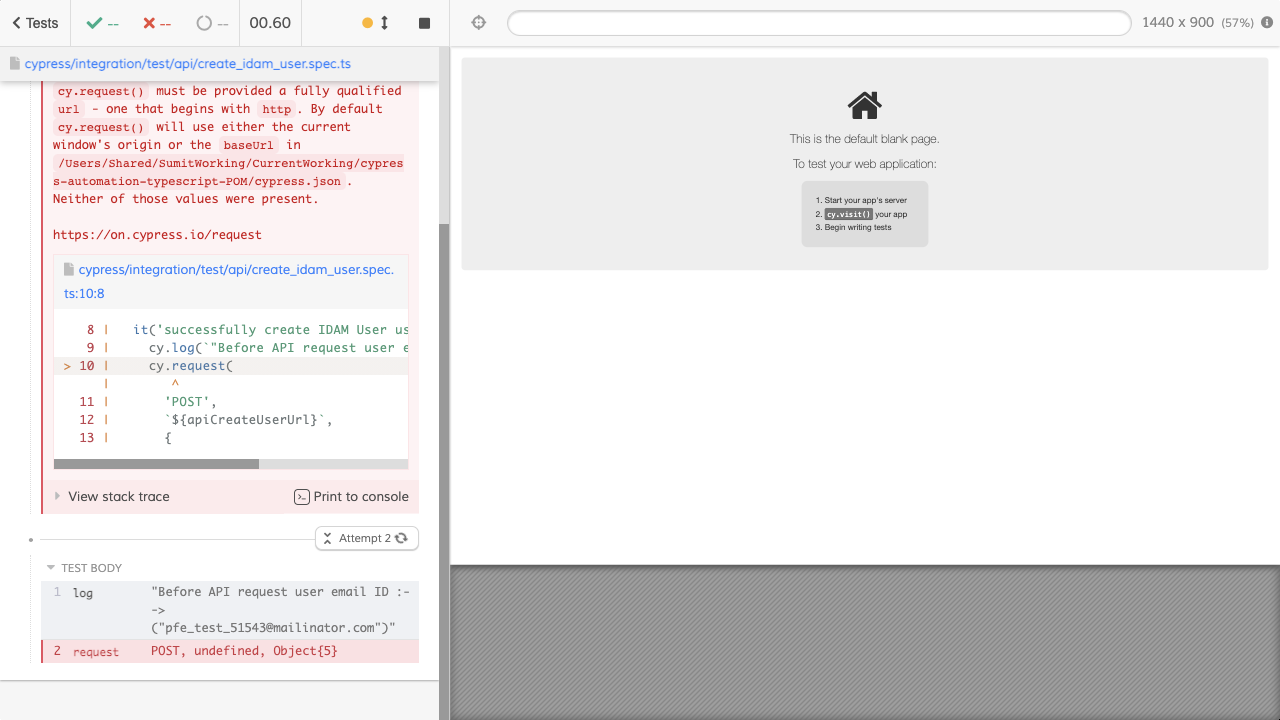 Tests -- -- -- 00.60 1440 x 900 (57%)
cypress/integration/test/api/create_idam_user.spec.ts
cy.request() must be provided a fully qualified
url - one that begins with http. By default
cy.request() will use either the current
window's origin or the baseUrl in
/Users/Shared/SumitWorking/CurrentWorking/cypres
s-automation-typescript-POM/cypress.json.
Neither of those values were present.
https://on.cypress.io/request
cypress/integration/test/api/create_idam_user.spec.
ts:10:8
8 | it('successfully create IDAM User us
9 | cy.log(`"Before API request user e
> 10 | cy.request(
| ^
11 | 'POST',
12 | `${apiCreateUserUrl}`,
13 | {
View stack trace Print to console
Attempt 2
TEST BODY
1 log "Before API request user email ID :-
->
("pfe_test_51543@mailinator.com")"
2 request POST, undefined, Object{5}
This is the default blank page.
To test your web application:
1. Start your app's server
2. cy.visit() your app
3. Begin writing tests